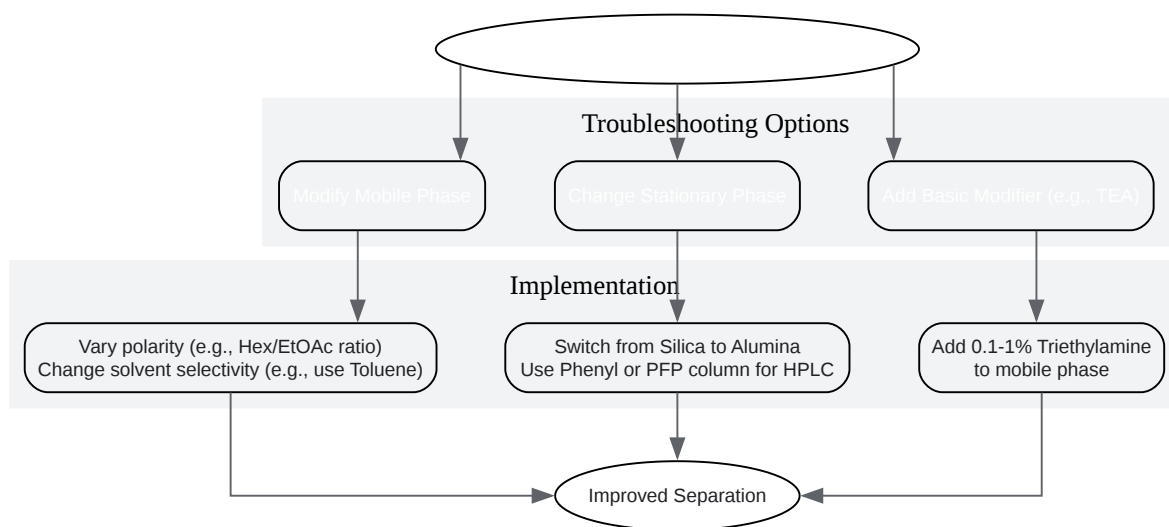 Troubleshooting Options
Modify Mobile Phase
Change Stationary Phase
Add Basic Modifier (e.g., TEA)
Implementation
Vary polarity (e.g., Hex/EtOAc ratio)
Change solvent selectivity (e.g., use Toluene)
Switch from Silica to Alumina
Use Phenyl or PFP column for HPLC
Add 0.1-1% Triethylamine
to mobile phase
Improved Separation